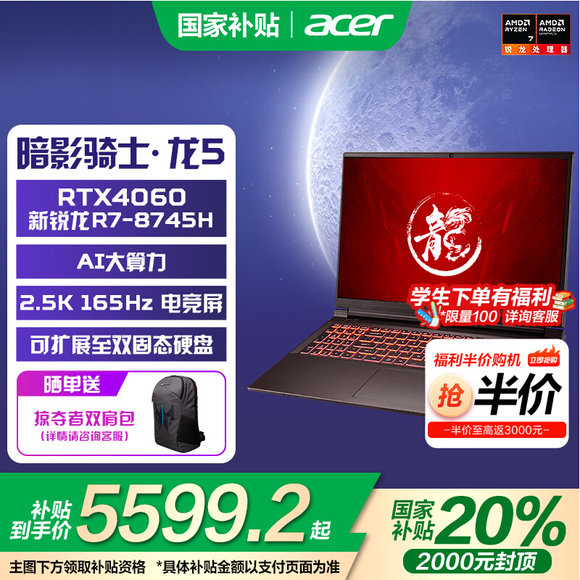 国家补贴 acer
AMD RYZEN 7
AMD RADEON GRAPHICS
锐龙处理器
暗影骑士·龙5
RTX4060
新锐龙R7-8745H
AI大算力
2.5K 165Hz 电竞屏
可扩展至双固态硬盘
晒单送
掠夺者双肩包
(详情请咨询客服)
龍
学生下单有福利
*限量100 详询客服
福利半价购机 立即抢购
抢 半价
半价至高返3000元
补贴到手价 5599.2起
国家补贴 20%
2000元封顶
主图下方领取补贴资格 *具体补贴金额以支付页面为准